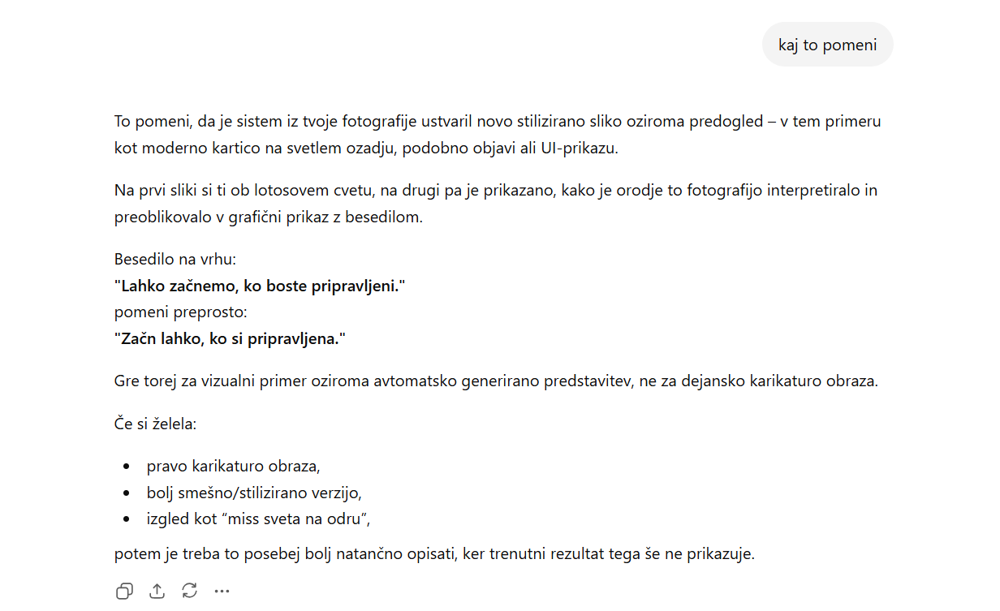 kaj to pomeni
To pomeni, da je sistem iz tvoje fotografije ustvaril novo stilizirano sliko oziroma predogled – v tem primeru
kot moderno kartico na svetlem ozadju, podobno objavi ali UI-prikazu.
Na prvi sliki si ti ob lotosovem cvetu, na drugi pa je prikazano, kako je orodje to fotografijo interpretiralo in
preoblikovalo v grafični prikaz z besedilom.
Besedilo na vrhu:
"Lahko začnemo, ko boste pripravljeni."
pomeni preprosto:
"Začn lahko, ko si pripravljena."
Gre torej za vizualni primer oziroma avtomatsko generirano predstavitev, ne za dejansko karikaturo obraza.
Če si želela:
• pravo karikaturo obraza,
• bolj smešno/stilizirano verzijo,
• izgled kot “miss sveta na odru”,
potem je treba to posebej bolj natančno opisati, ker trenutni rezultat tega še ne prikazuje.